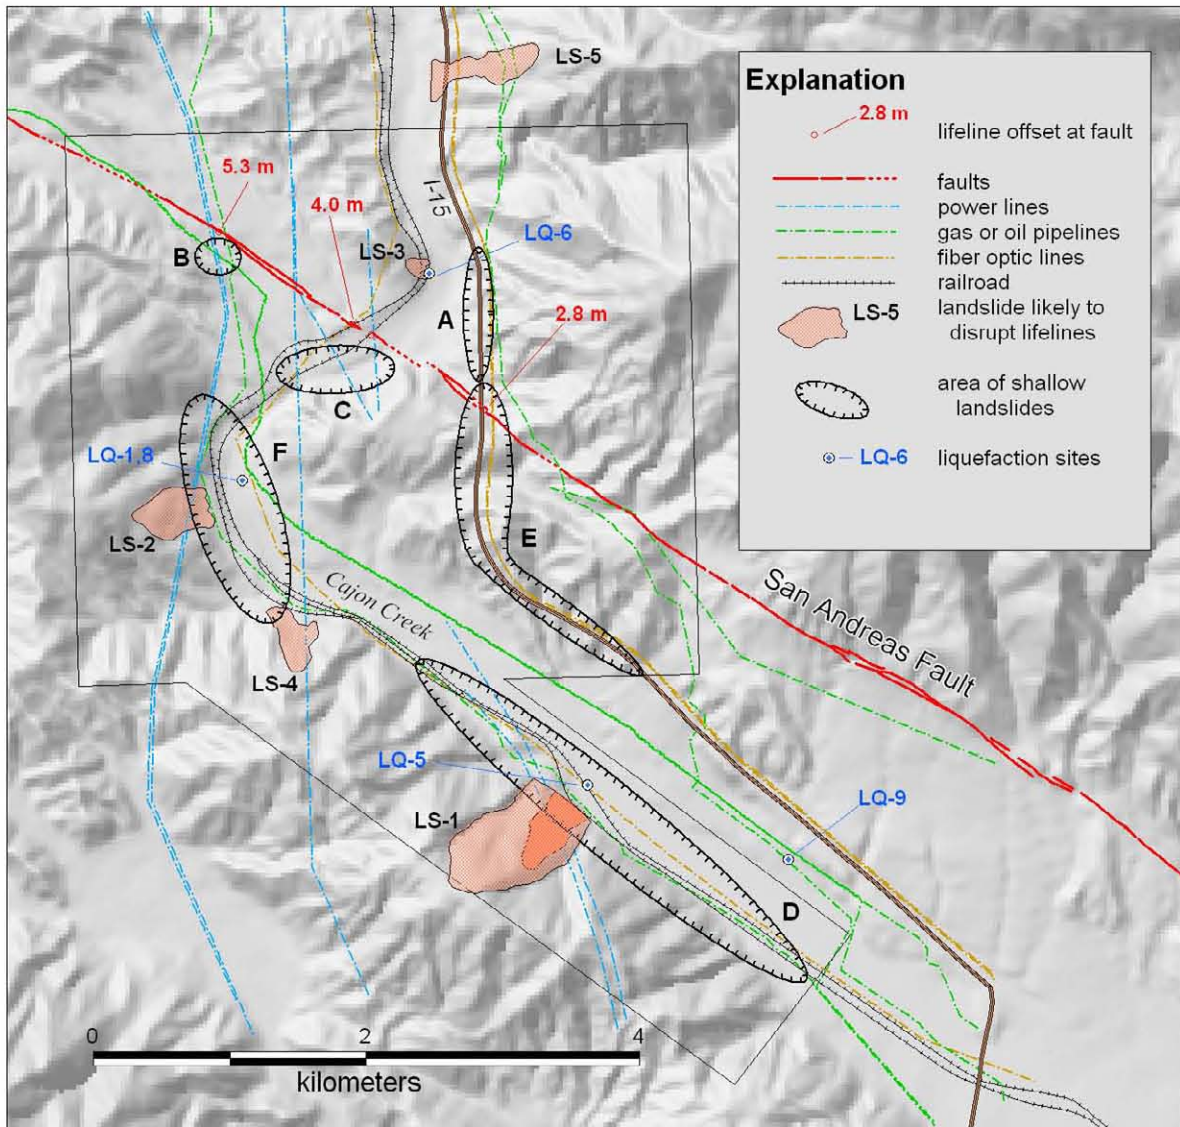 LS-5
Explanation
2.8 m
lifeline offset at fault
faults
power lines
gas or oil pipelines
fiber optic lines
railroad
LS-5
landslide likely to
disrupt lifelines
area of shallow
landslides
LQ-6
liquefaction sites
5.3 m
4.0 m
I-15
B
LS-3
LQ-6
A
2.8 m
C
LQ-1,8
F
LS-2
E
Cajon Creek
San Andreas Fault
LS-4
LQ-5
LS-1
LQ-9
D
0
2
4
kilometers